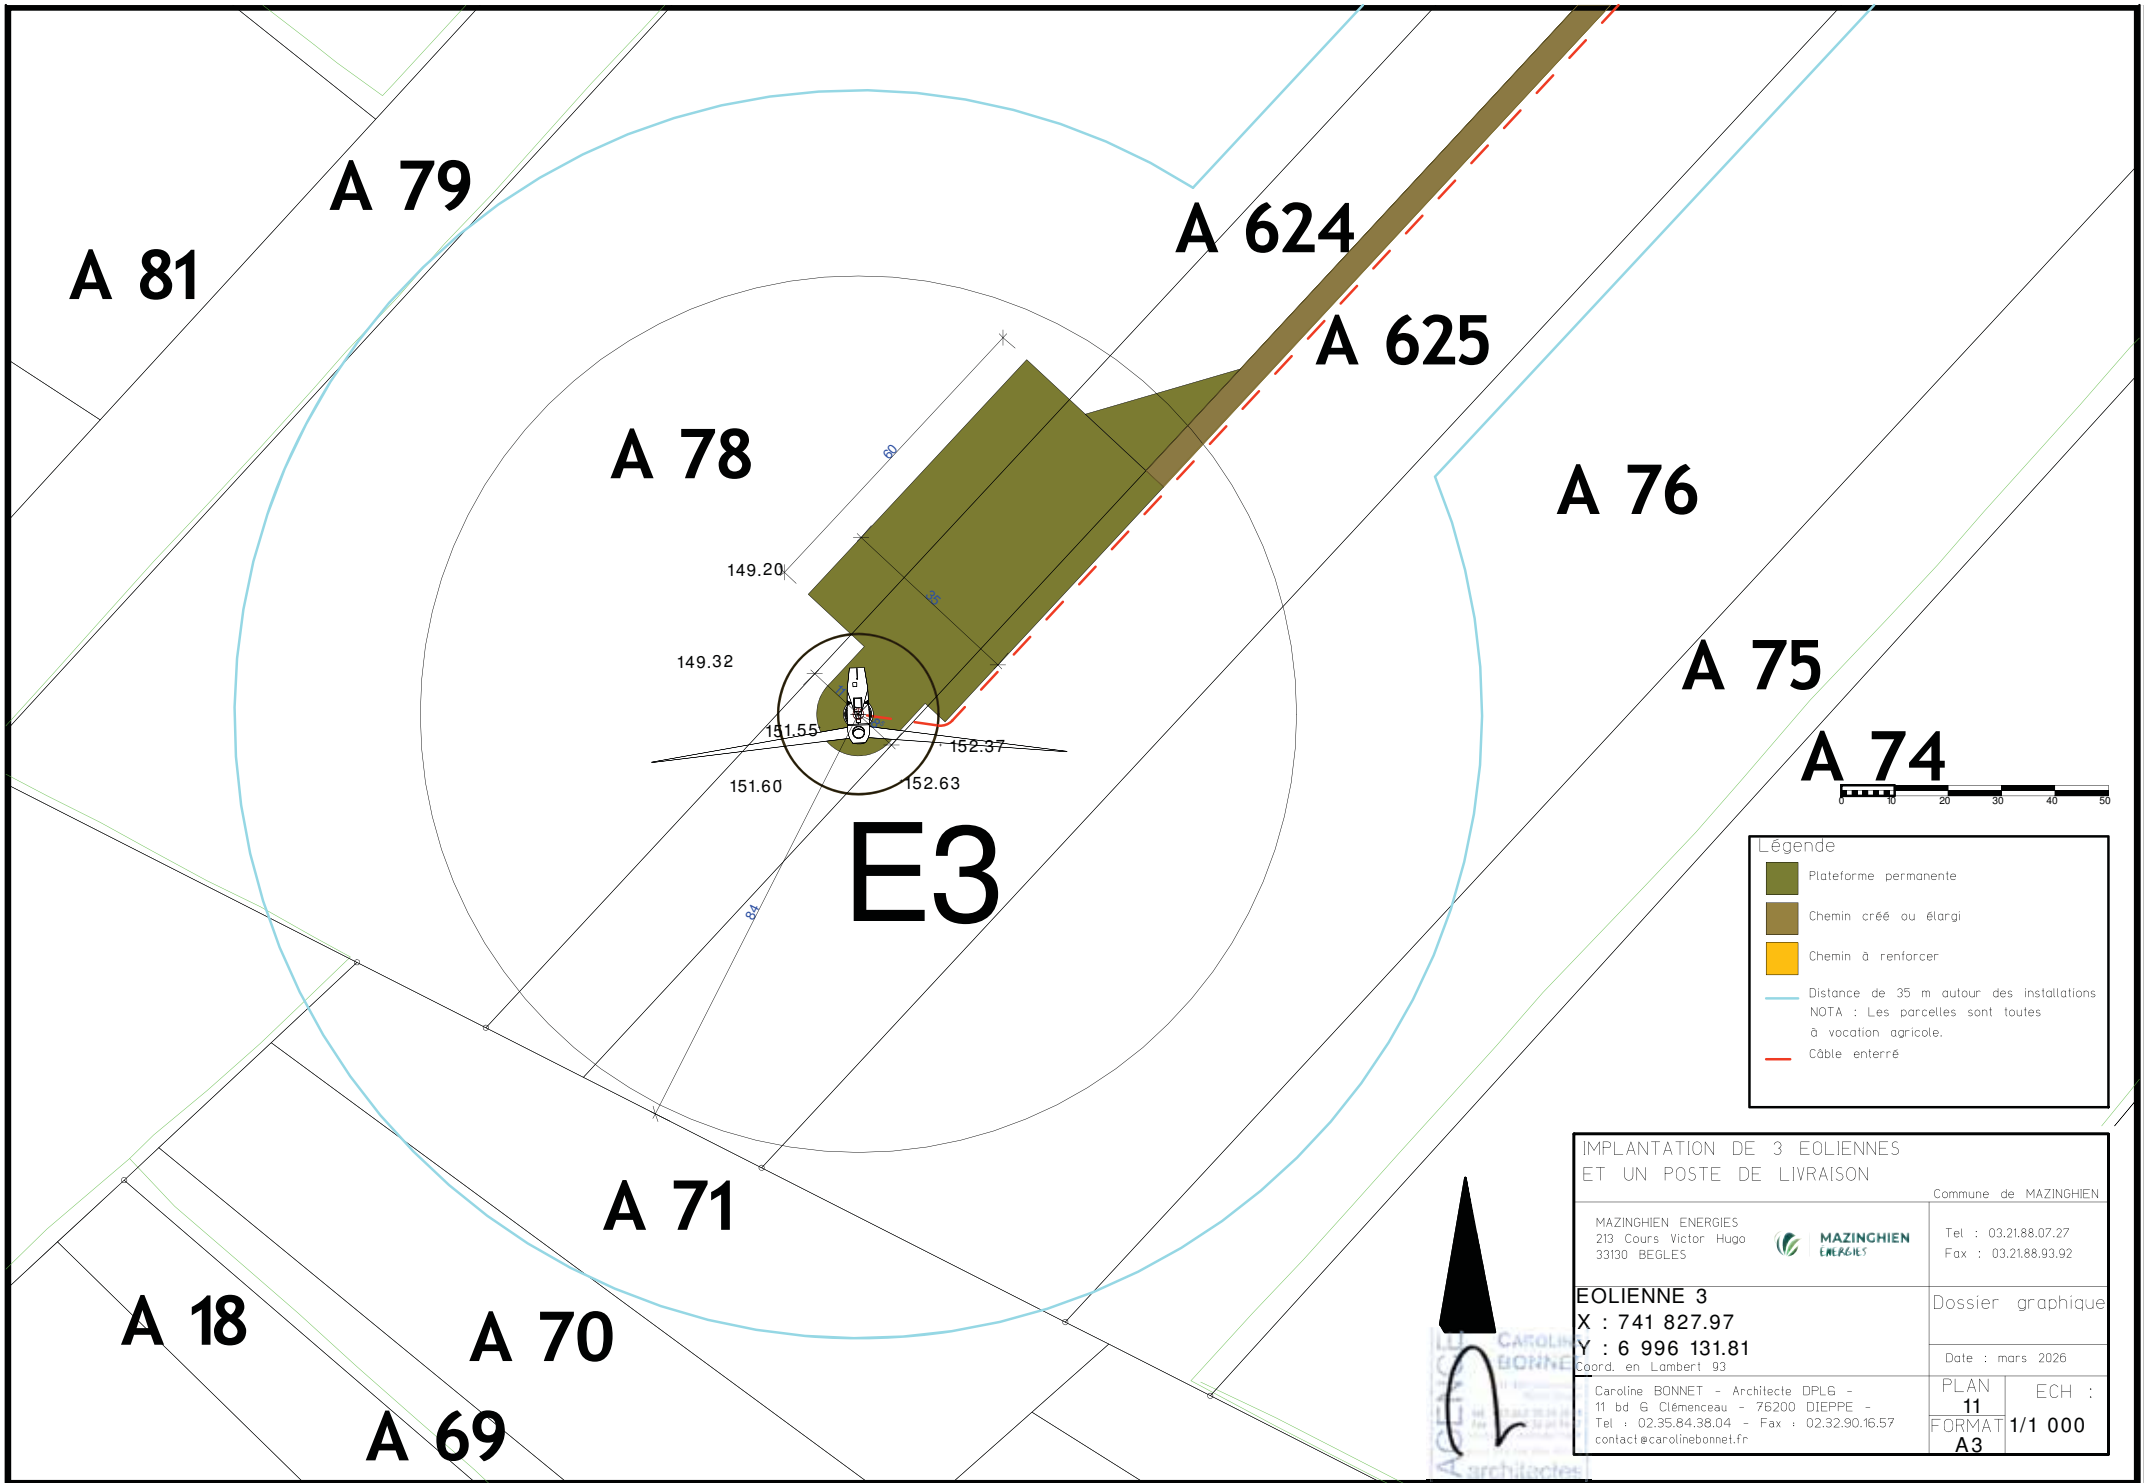 A 79
A 81
A 624
A 625
A 78
A 76
A 75
A 74
60
35
149.20
149.32
11
151.55
152.37
151.60
152.63
E3
84
A 71
A 18
A 70
A 69
0 10 20 30 40 50
Légende
Plateforme permanente
Chemin créé ou élargi
Chemin à renforcer
Distance de 35 m autour des installations
NOTA : Les parcelles sont toutes
à vocation agricole.
Câble enterré
IMPLANTATION DE 3 EOLIENNES
ET UN POSTE DE LIVRAISON
Commune de MAZINGHIEN
MAZINGHIEN ENERGIES
213 Cours Victor Hugo
33130 BEGLES
MAZINGHIEN
ÉNERGIES
Tel : 03.21.88.07.27
Fax : 03.21.88.93.92
EOLIENNE 3
X : 741 827.97
Y : 6 996 131.81
Coord. en Lambert 93
Dossier graphique
Date : mars 2026
Caroline BONNET - Architecte DPLG -
11 bd G Clémenceau - 76200 DIEPPE -
Tel : 02.35.84.38.04 - Fax : 02.32.90.16.57
contact@carolinebonnet.fr
PLAN
11
FORMAT
A3
ECH :
1/1 000
AGENCE
CAROLINE
BONNET
architectes